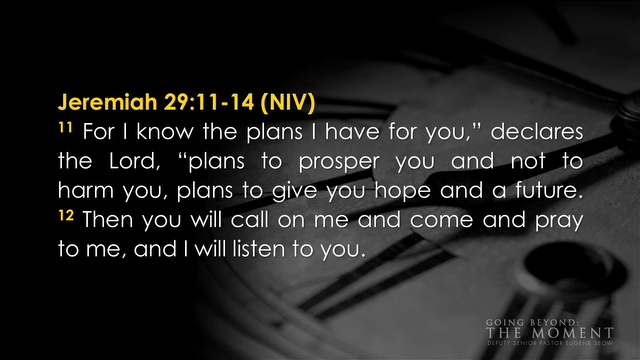 Jeremiah 29:11-14 (NIV)
11 For I know the plans I have for you,” declares
the Lord, “plans to prosper you and not to
harm you, plans to give you hope and a future.
12 Then you will call on me and come and pray
to me, and I will listen to you.
GOING BEYOND:
THE MOMENT
DEPUTY SENIOR PASTOR EUGENE SEOW